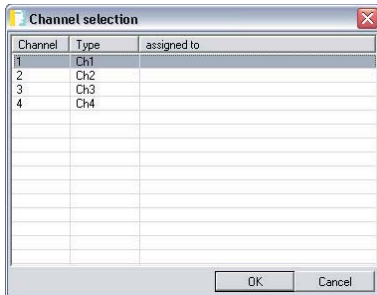 Channel selection
Channel Type assigned to
1 Ch1
2 Ch2
3 Ch3
4 Ch4
OK Cancel